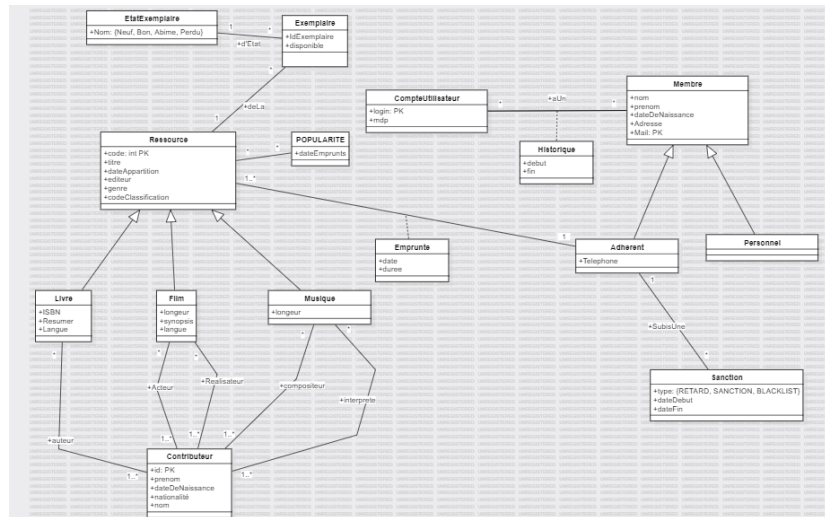 EtatExemplaire
+Nom: {Neuf, Bon, Abime, Perdu}
1
*
+d'Etat
Exemplaire
+IdExemplaire
+disponible
*
+deLa
1
CompteUtilisateur
+login: PK
+mdp
*
+aUn
*
Membre
+nom
+prenom
+dateDeNaissance
+Adresse
+Mail: PK
Historique
+debut
+fin
Ressource
+code: int PK
+titre
+dateAppartition
+editeur
+genre
+codeClassification
*
*
1..*
POPULARITE
+dateEmprunts
Emprunte
+date
+duree
1
Adherent
+Telephone
1
Personnel
Livre
+ISBN
+Resumer
+Langue
*
Film
+longeur
+synopsis
+langue
*
*
Musique
+longeur
*
*
+SubisUne
*
Sanction
+type: {RETARD, SANCTION, BLACKLIST}
+dateDebut
+dateFin
+Acteur
+Realisateur
+compositeur
+interprete
+auteur
1..*
1..*
1..*
1..*
1..*
Contributeur
+id: PK
+prenom
+dateDeNaissance
+nationalité
+nom